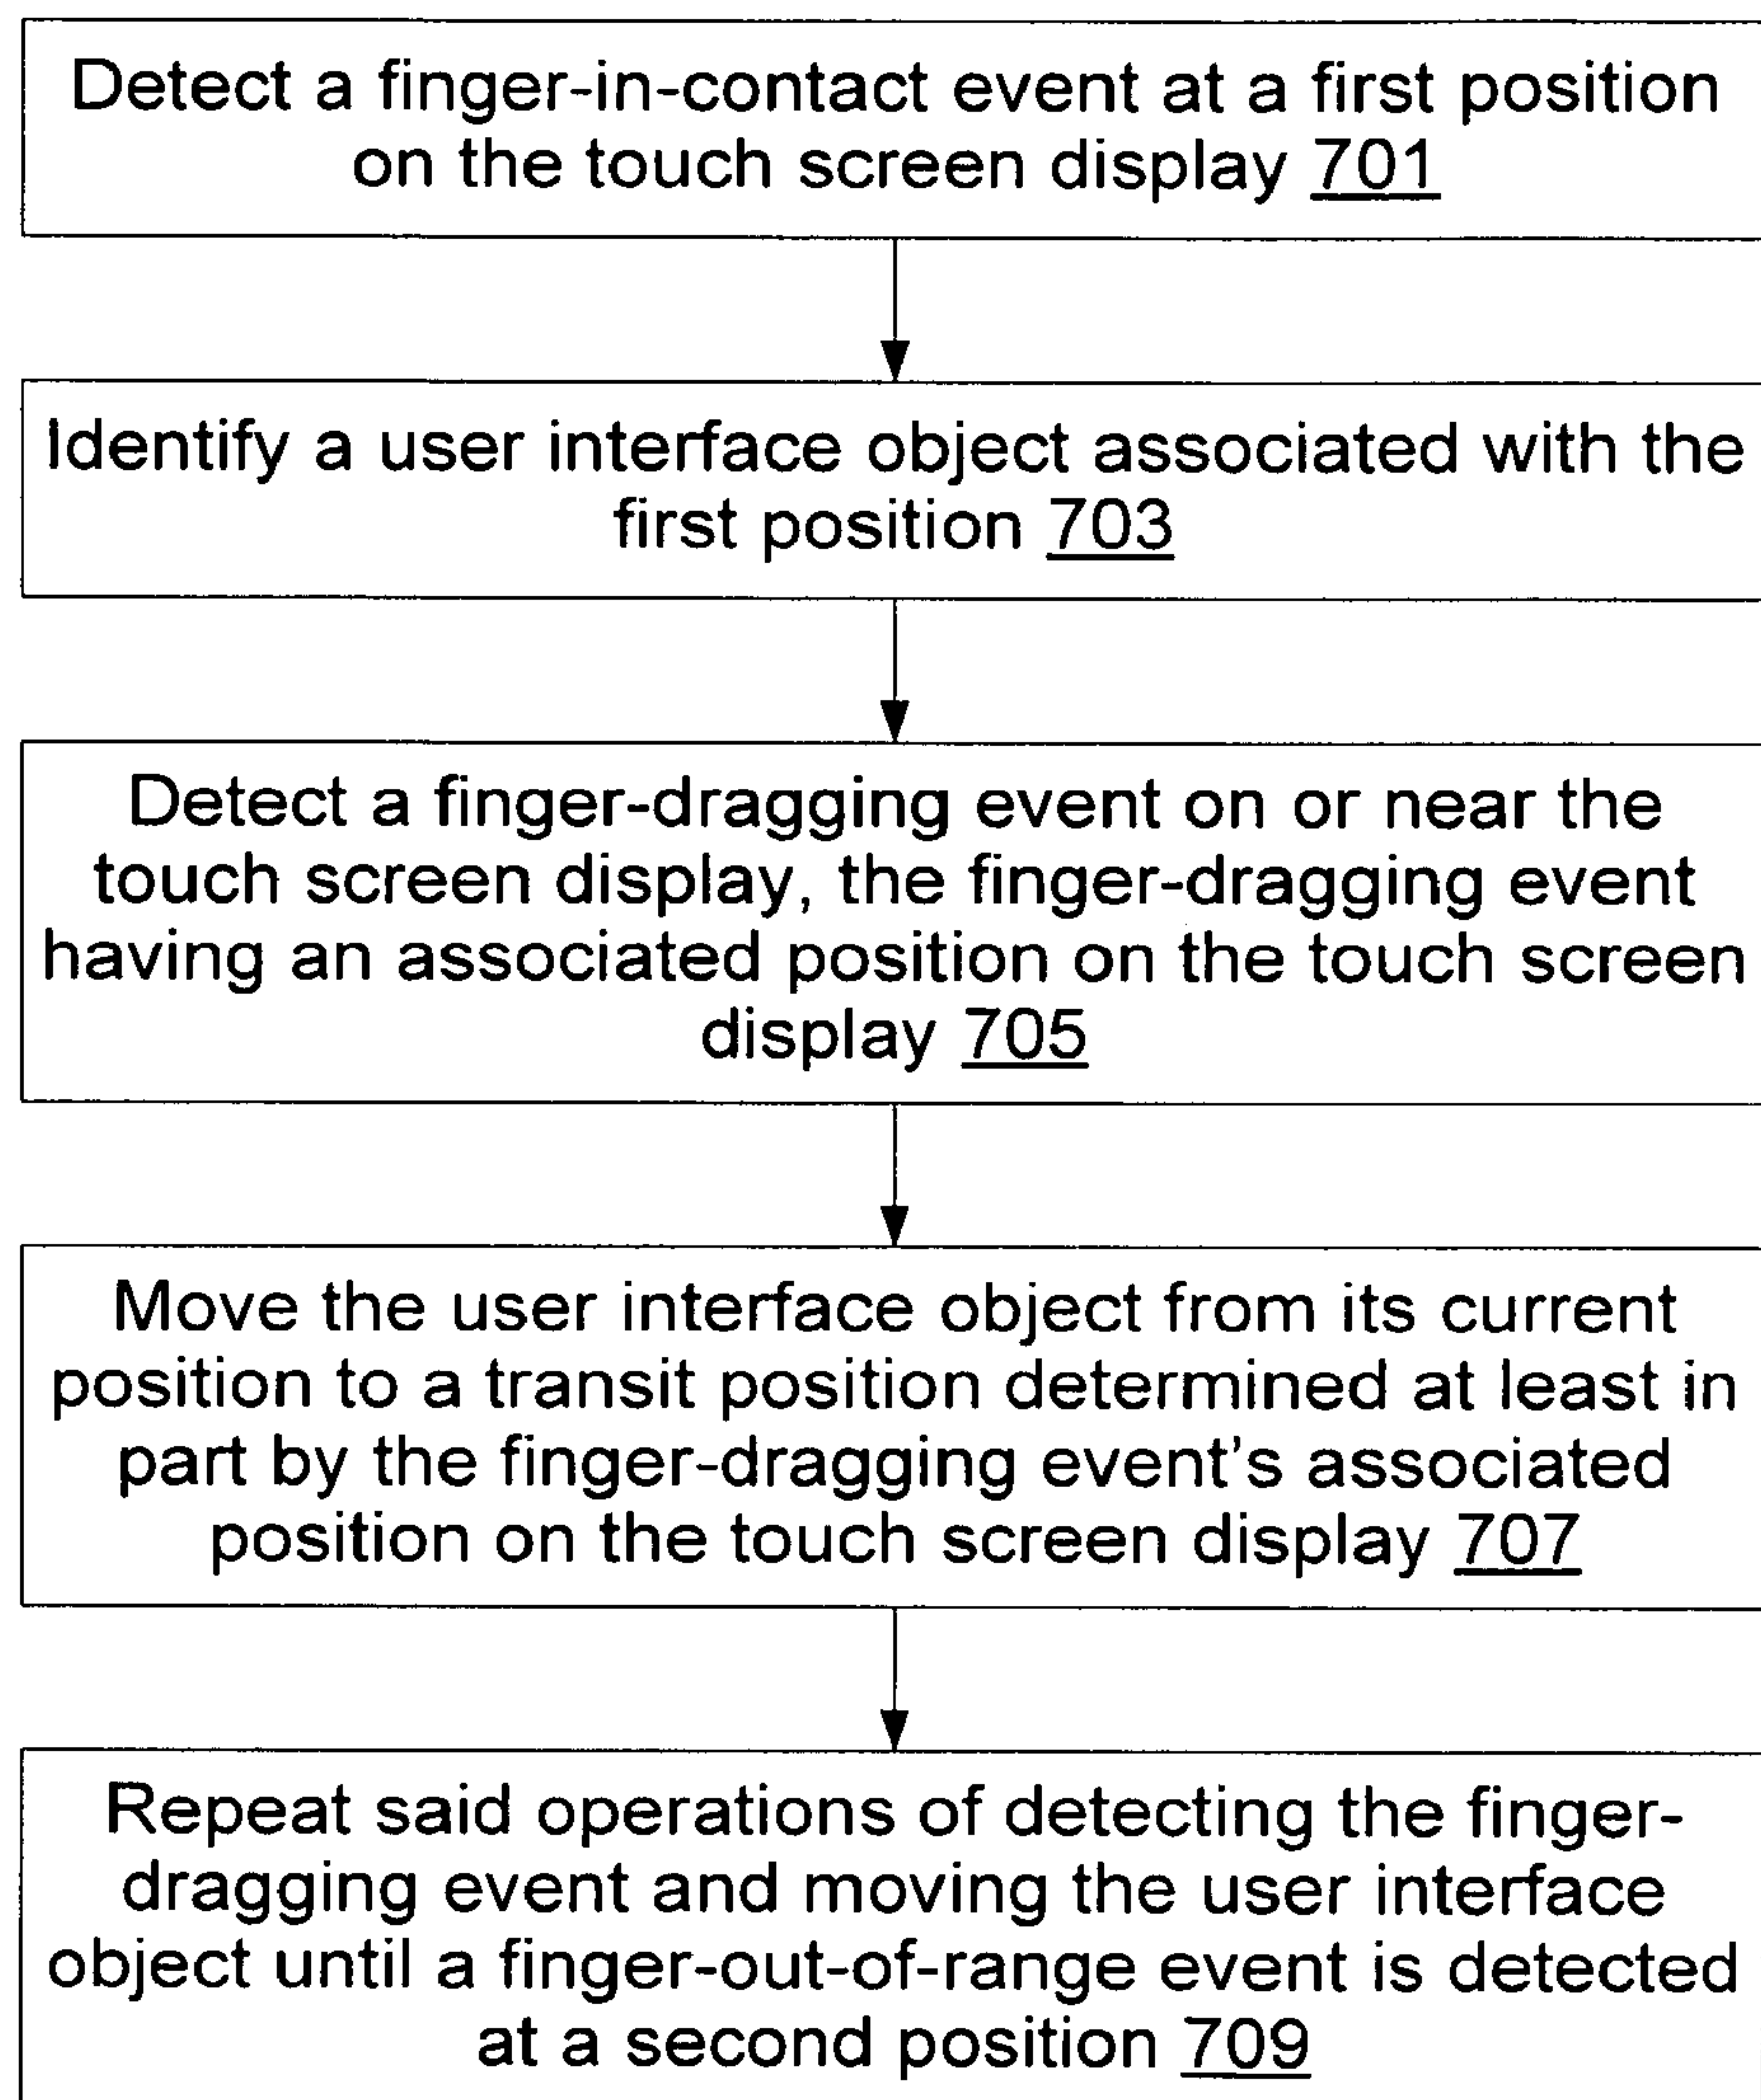 Detect a finger-in-contact event at a first position
on the touch screen display 701
Identify a user interface object associated with the
first position 703
Detect a finger-dragging event on or near the
touch screen display, the finger-dragging event
having an associated position on the touch screen
display 705
Move the user interface object from its current
position to a transit position determined at least in
part by the finger-dragging event's associated
position on the touch screen display 707
Repeat said operations of detecting the finger-
dragging event and moving the user interface
object until a finger-out-of-range event is detected
at a second position 709